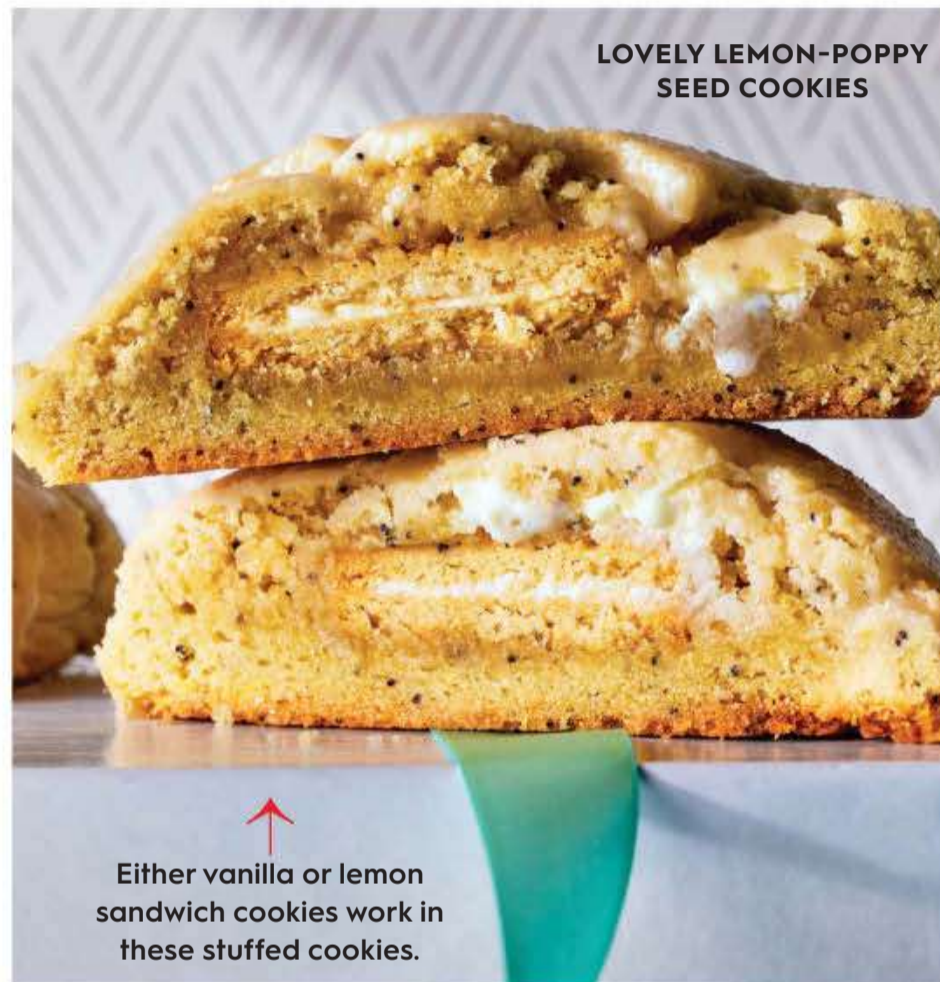 LOVELY LEMON-POPPY
SEED COOKIES
Either vanilla or lemon
sandwich cookies work in
these stuffed cookies.